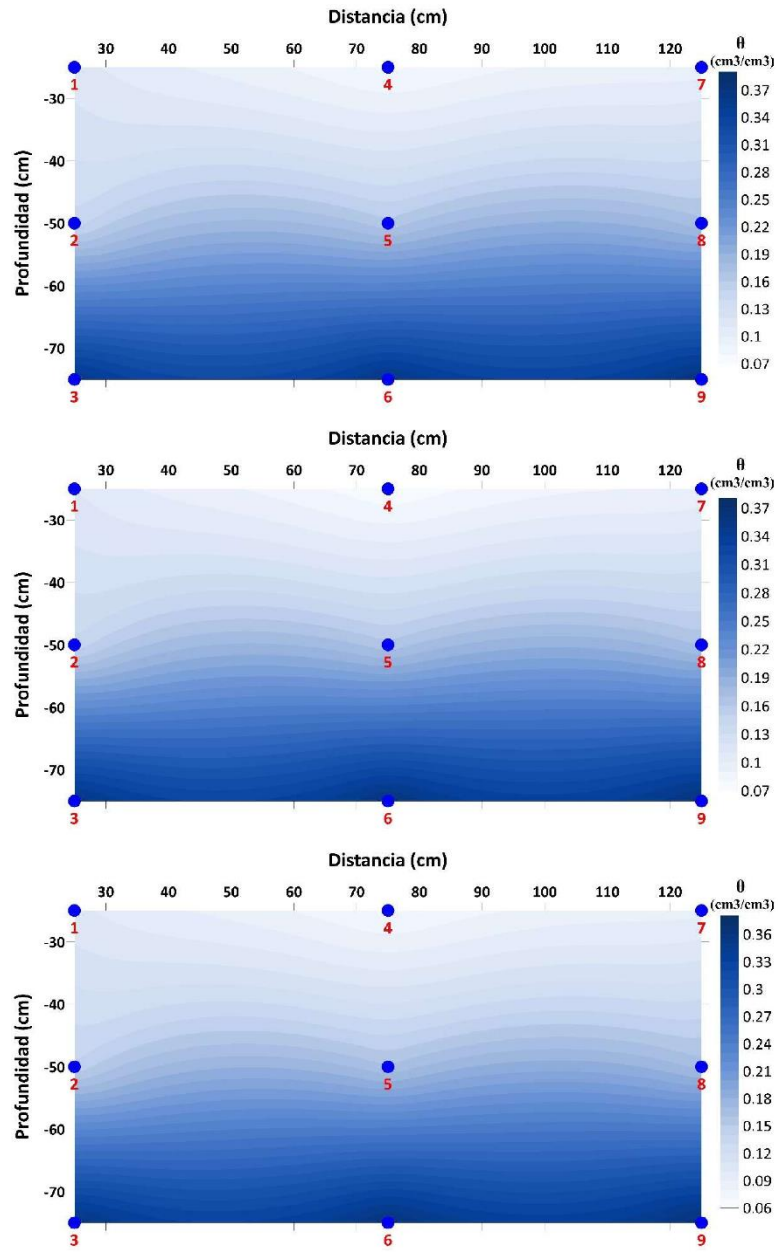 Distancia (cm)
30 40 50 60 70 80 90 100 110 120
θ
(cm3/cm3)
1 4 7
Profundidad (cm)
-30
-40
-50
-60
-70
2 5 8
3 6 9
0.37
0.34
0.31
0.28
0.25
0.22
0.19
0.16
0.13
0.1
0.07
Distancia (cm)
30 40 50 60 70 80 90 100 110 120
θ
(cm3/cm3)
1 4 7
Profundidad (cm)
-30
-40
-50
-60
-70
2 5 8
3 6 9
0.37
0.34
0.31
0.28
0.25
0.22
0.19
0.16
0.13
0.1
0.07
Distancia (cm)
30 40 50 60 70 80 90 100 110 120
θ
(cm3/cm3)
1 4 7
Profundidad (cm)
-30
-40
-50
-60
-70
2 5 8
3 6 9
0.36
0.33
0.3
0.27
0.24
0.21
0.18
0.15
0.12
0.09
0.06